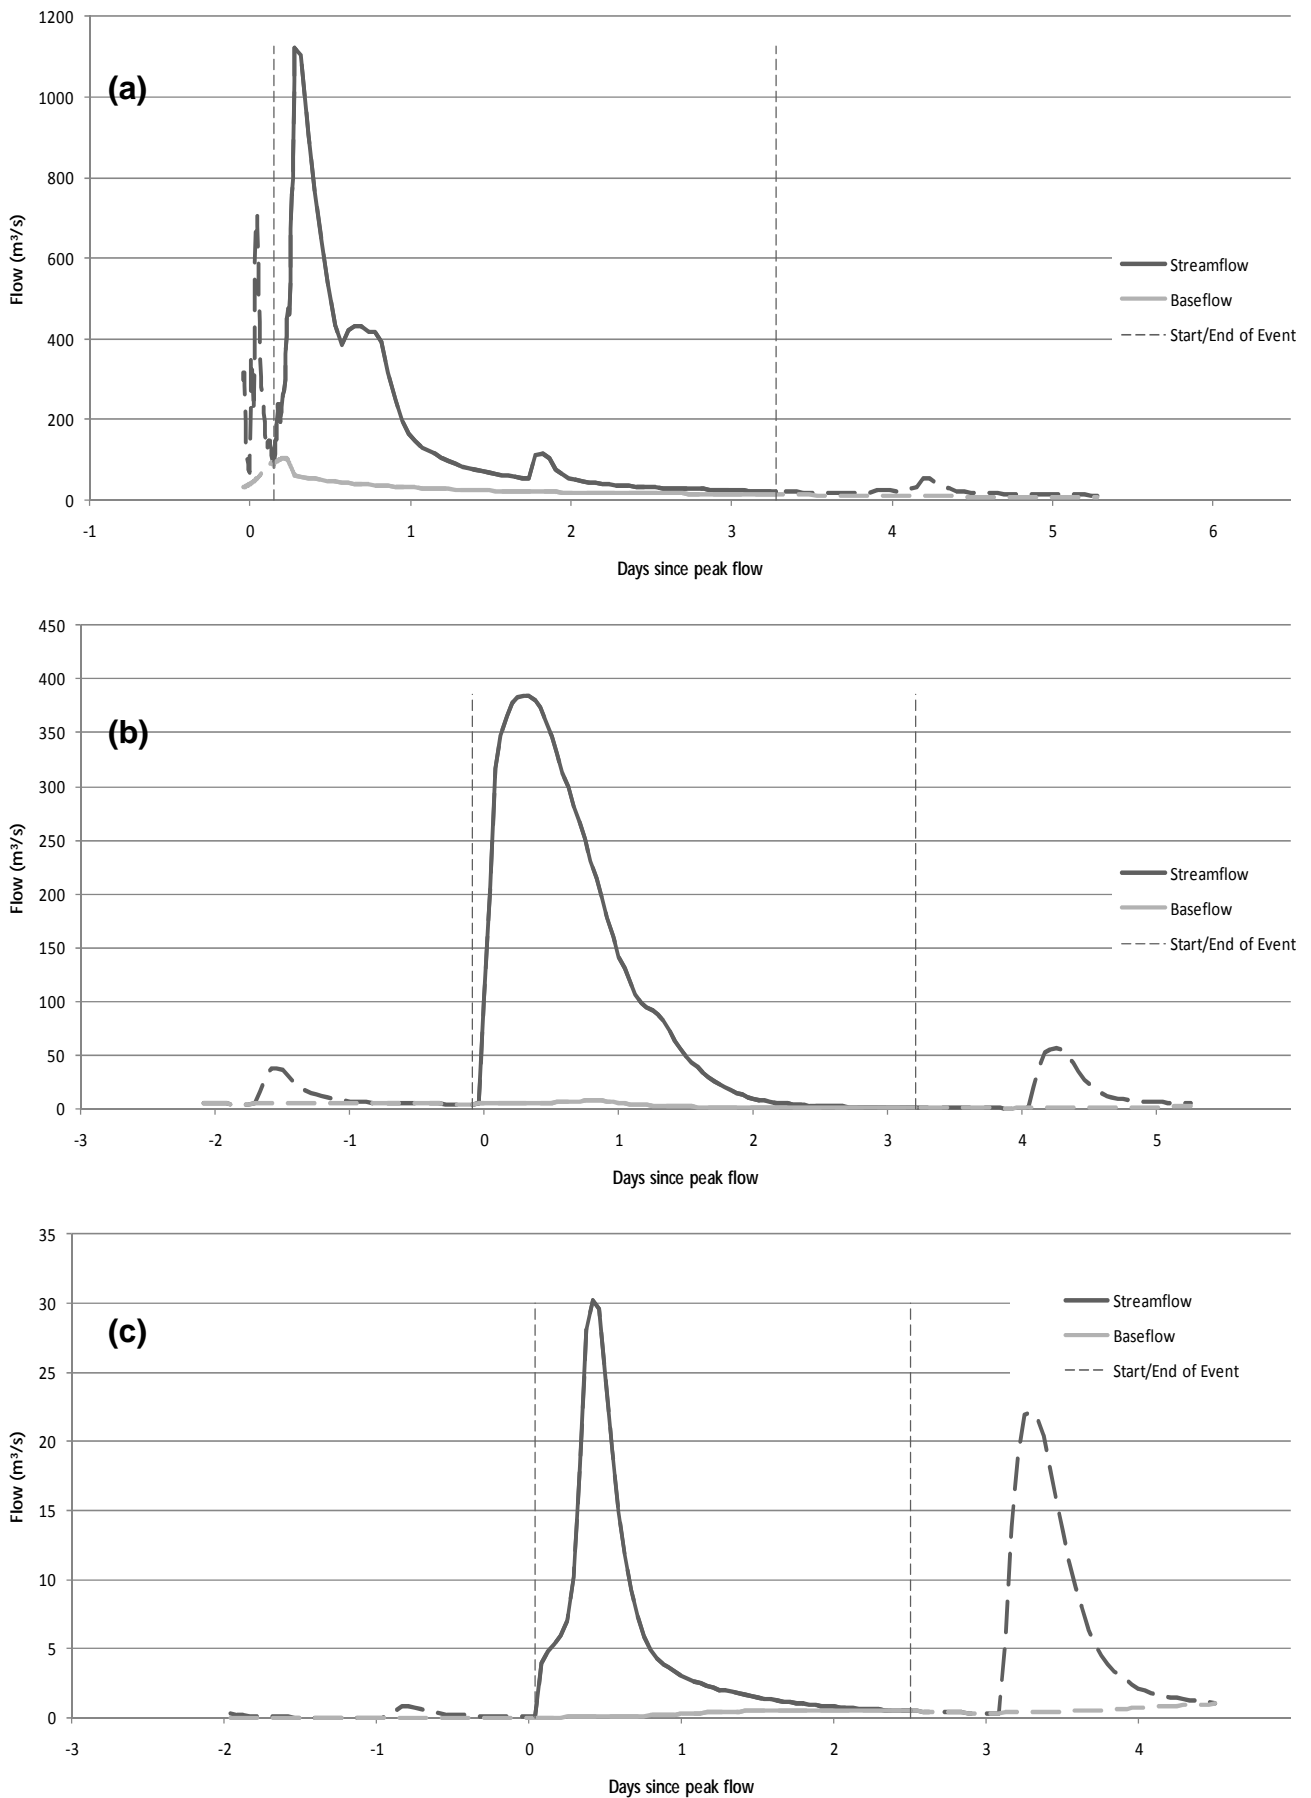 1200
(a)
1000
800
600
400
200
0
Flow (m³/s)
Streamflow
Baseflow
Start/End of Event
-1 0 1 2 3 4 5 6
Days since peak flow
450
400
(b)
350
300
250
200
150
100
50
0
Flow (m³/s)
Streamflow
Baseflow
Start/End of Event
-3 -2 -1 0 1 2 3 4 5
Days since peak flow
35
30
(c)
25
20
15
10
5
0
Flow (m³/s)
Streamflow
Baseflow
Start/End of Event
-3 -2 -1 0 1 2 3 4
Days since peak flow